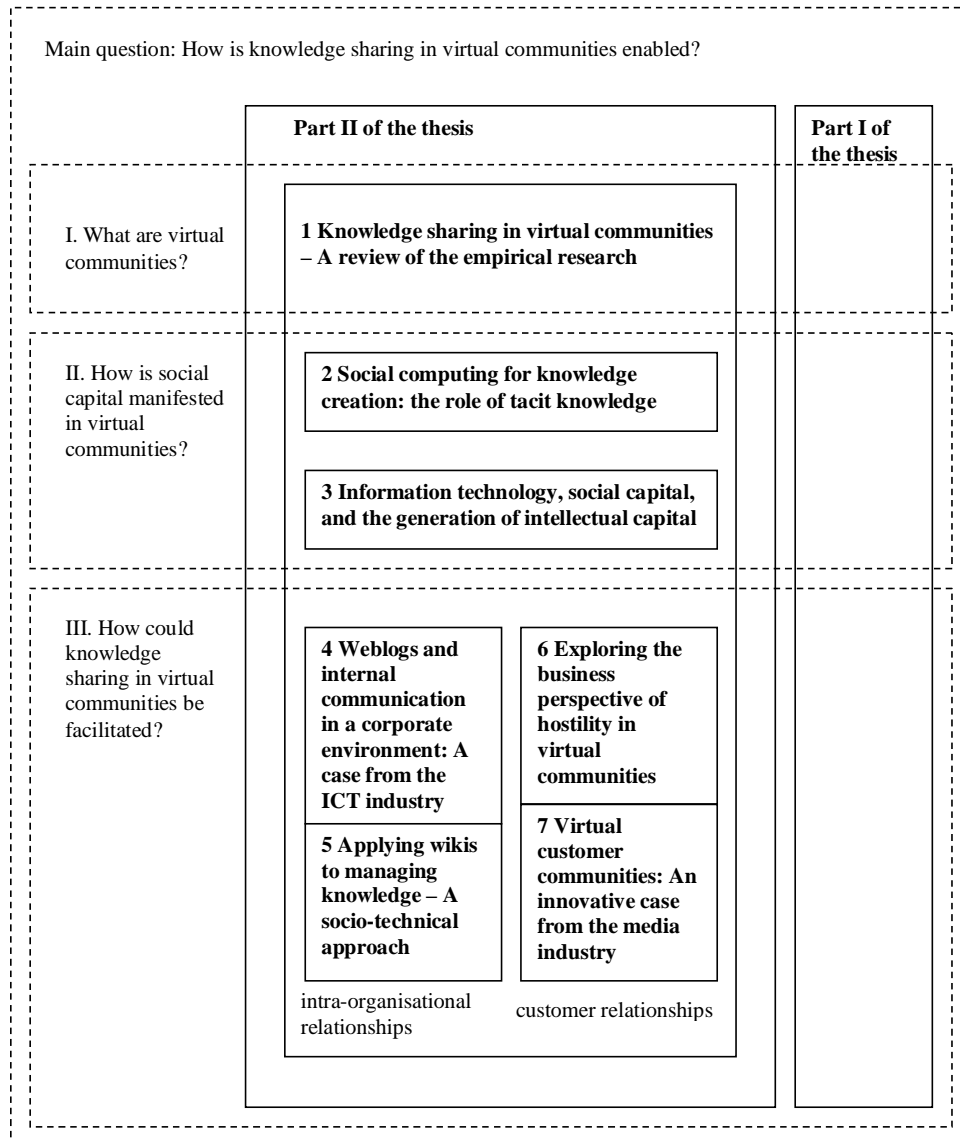 Main question: How is knowledge sharing in virtual communities enabled?
Part II of the thesis
Part I of
the thesis
I. What are virtual
communities?
1 Knowledge sharing in virtual communities
– A review of the empirical research
II. How is social
capital manifested
in virtual
communities?
2 Social computing for knowledge
creation: the role of tacit knowledge
3 Information technology, social capital,
and the generation of intellectual capital
III. How could
knowledge
sharing in virtual
communities be
facilitated?
4 Weblogs and
internal
communication
in a corporate
environment: A
case from the
ICT industry
5 Applying wikis
to managing
knowledge – A
socio-technical
approach
intra-organisational
relationships
6 Exploring the
business
perspective of
hostility in
virtual
communities
7 Virtual
customer
communities: An
innovative case
from the media
industry
customer relationships